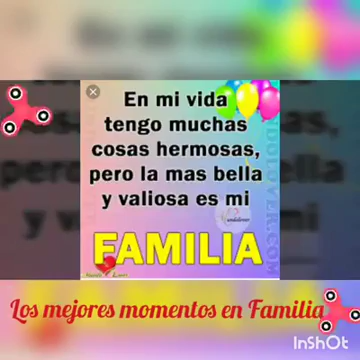 En mi vida
tengo muchas
cosas hermosas,
pero la mas bella
y valiosa es mi
FAMILIA
Los mejores momentos en Familia
InShOt